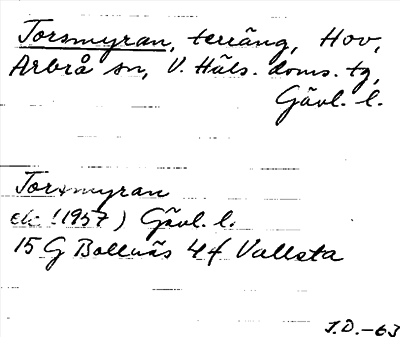 Torsmyran, terräng, Hov,
Arbrå sn, V. Häls. doms. tg,
Gävl. l.
Torsmyran
ek. (1957) Gävl. l.
15 G Bollnäs 4 f Vallsta
J.D.-63